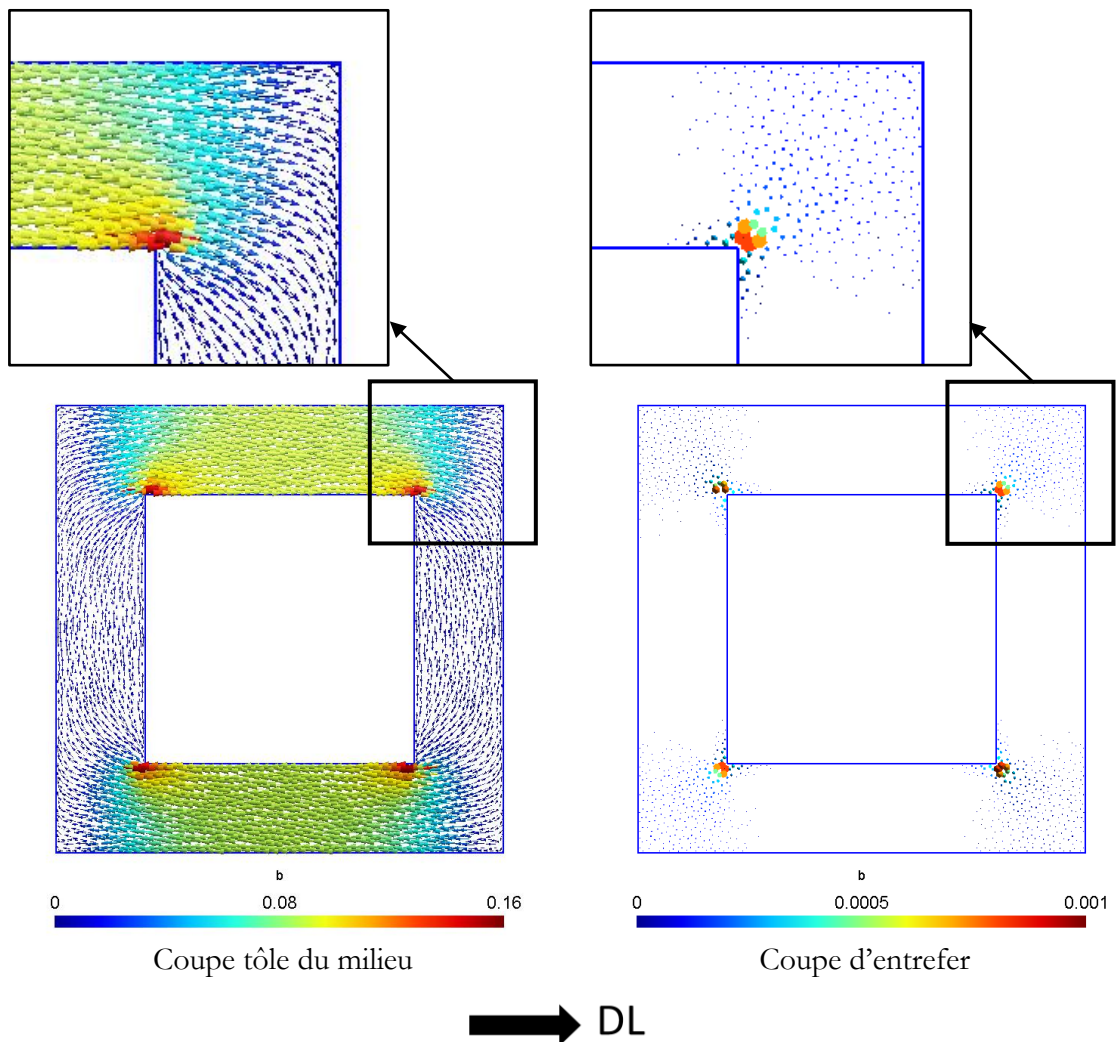 b
0 0.08 0.16
Coupe tôle du milieu
b
0 0.0005 0.001
Coupe d'entrefer
DL